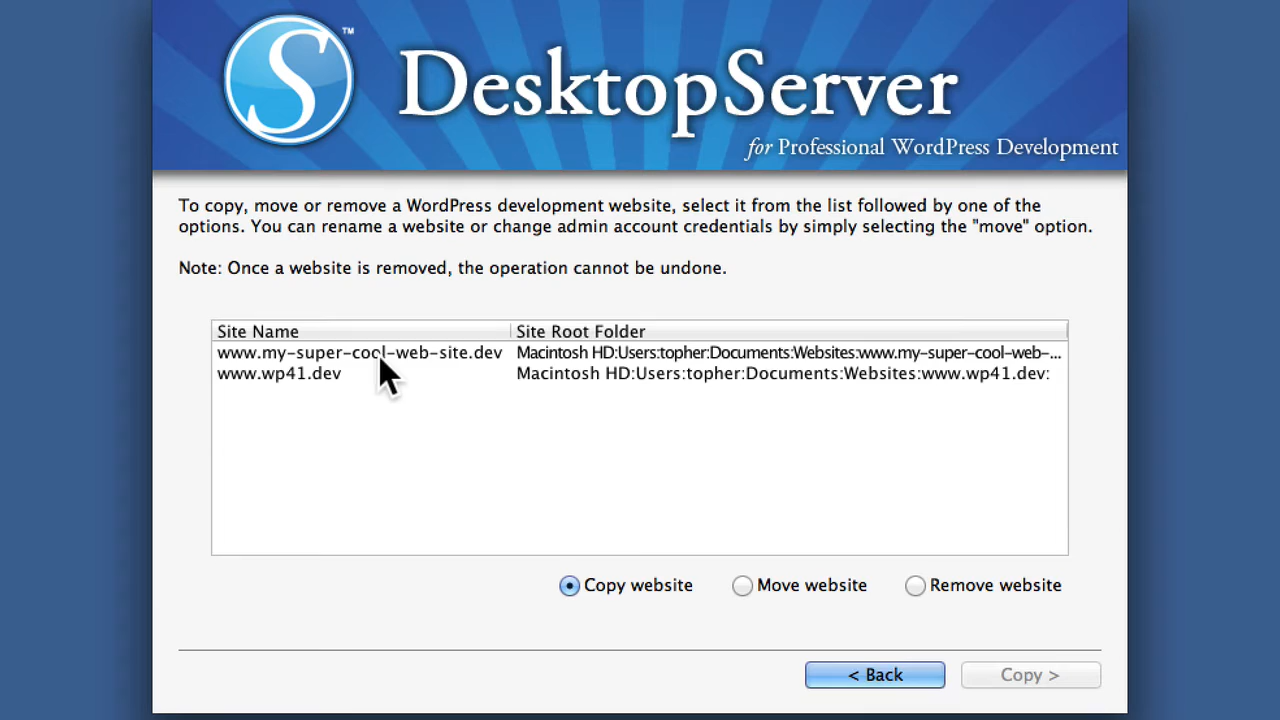 S
™
DesktopServer
for Professional WordPress Development
To copy, move or remove a WordPress development website, select it from the list followed by one of the
options. You can rename a website or change admin account credentials by simply selecting the "move" option.
Note: Once a website is removed, the operation cannot be undone.
Site Name Site Root Folder
www.my-super-cool-web-site.dev Macintosh HD:Users:topher:Documents:Websites:www.my-super-cool-web-...
www.wp41.dev Macintosh HD:Users:topher:Documents:Websites:www.wp41.dev:
Copy website Move website Remove website
< Back Copy >